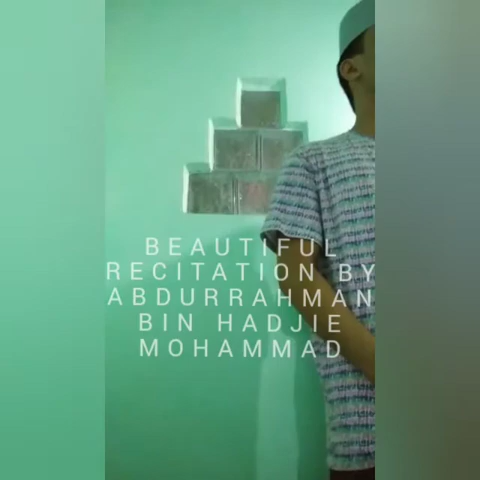 BEAUTIFUL
RECITATION BY
ABDURRAHMAN
BIN HADJIE
MOHAMMAD